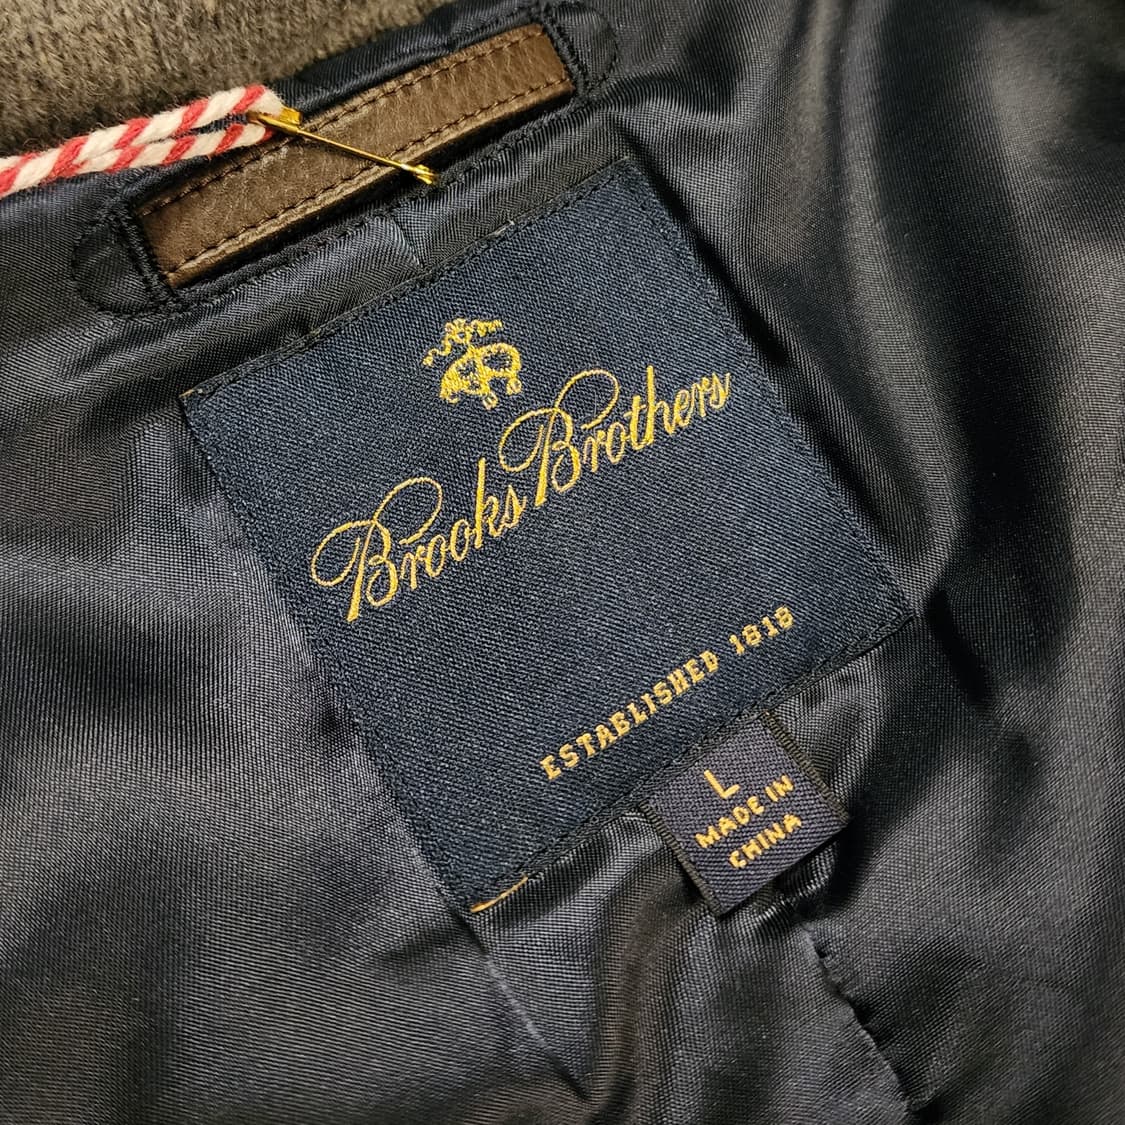 Brooks Brothers
ESTABLISHED 1818
L
MADE IN
CHINA